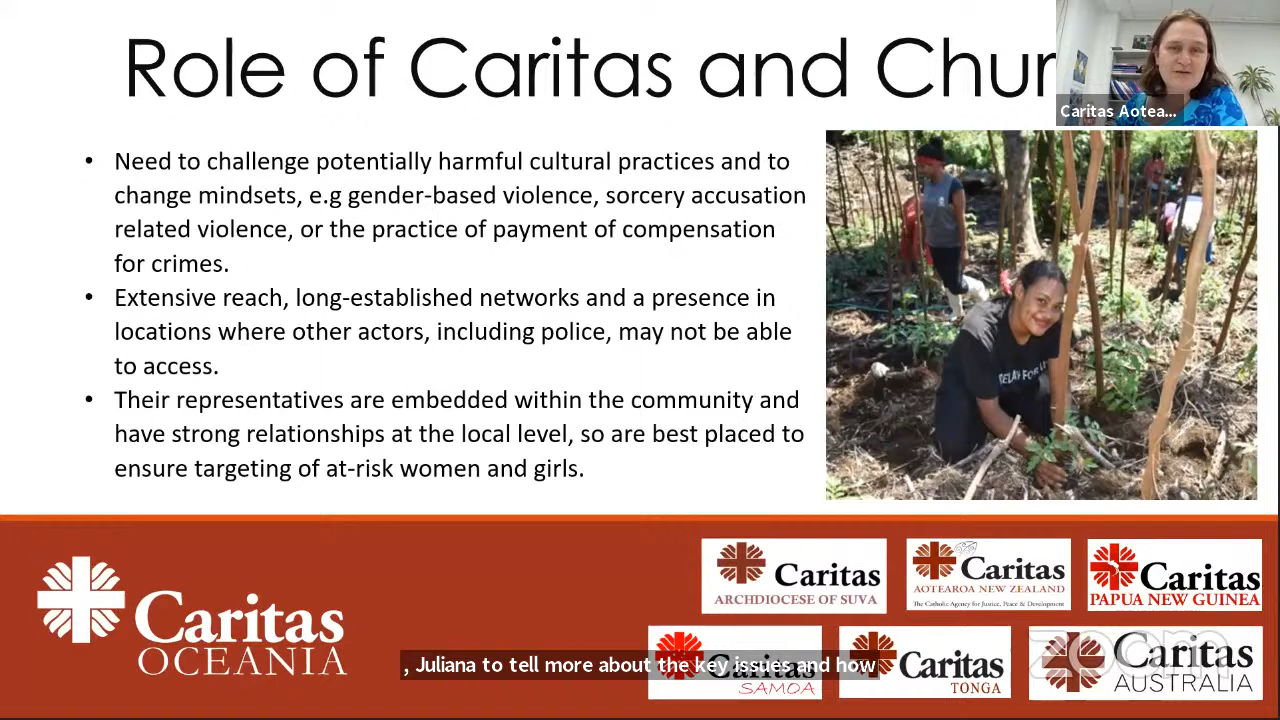 Role of Caritas and Chur
Caritas Aotea...
• Need to challenge potentially harmful cultural practices and to
change mindsets, e.g gender-based violence, sorcery accusation
related violence, or the practice of payment of compensation
for crimes.
• Extensive reach, long-established networks and a presence in
locations where other actors, including police, may not be able
to access.
• Their representatives are embedded within the community and
have strong relationships at the local level, so are best placed to
ensure targeting of at-risk women and girls.
RELAY FOR
Caritas
OCEANIA
Caritas
ARCHDIOCESE OF SUVA
Caritas
AOTEAROA NEW ZEALAND
The Catholic Agency for Justice, Peace & Development
Caritas
PAPUA NEW GUINEA
Caritas
SAMOA
Caritas
TONGA
Caritas
AUSTRALIA
zoom
, Juliana to tell more about the key issues and how